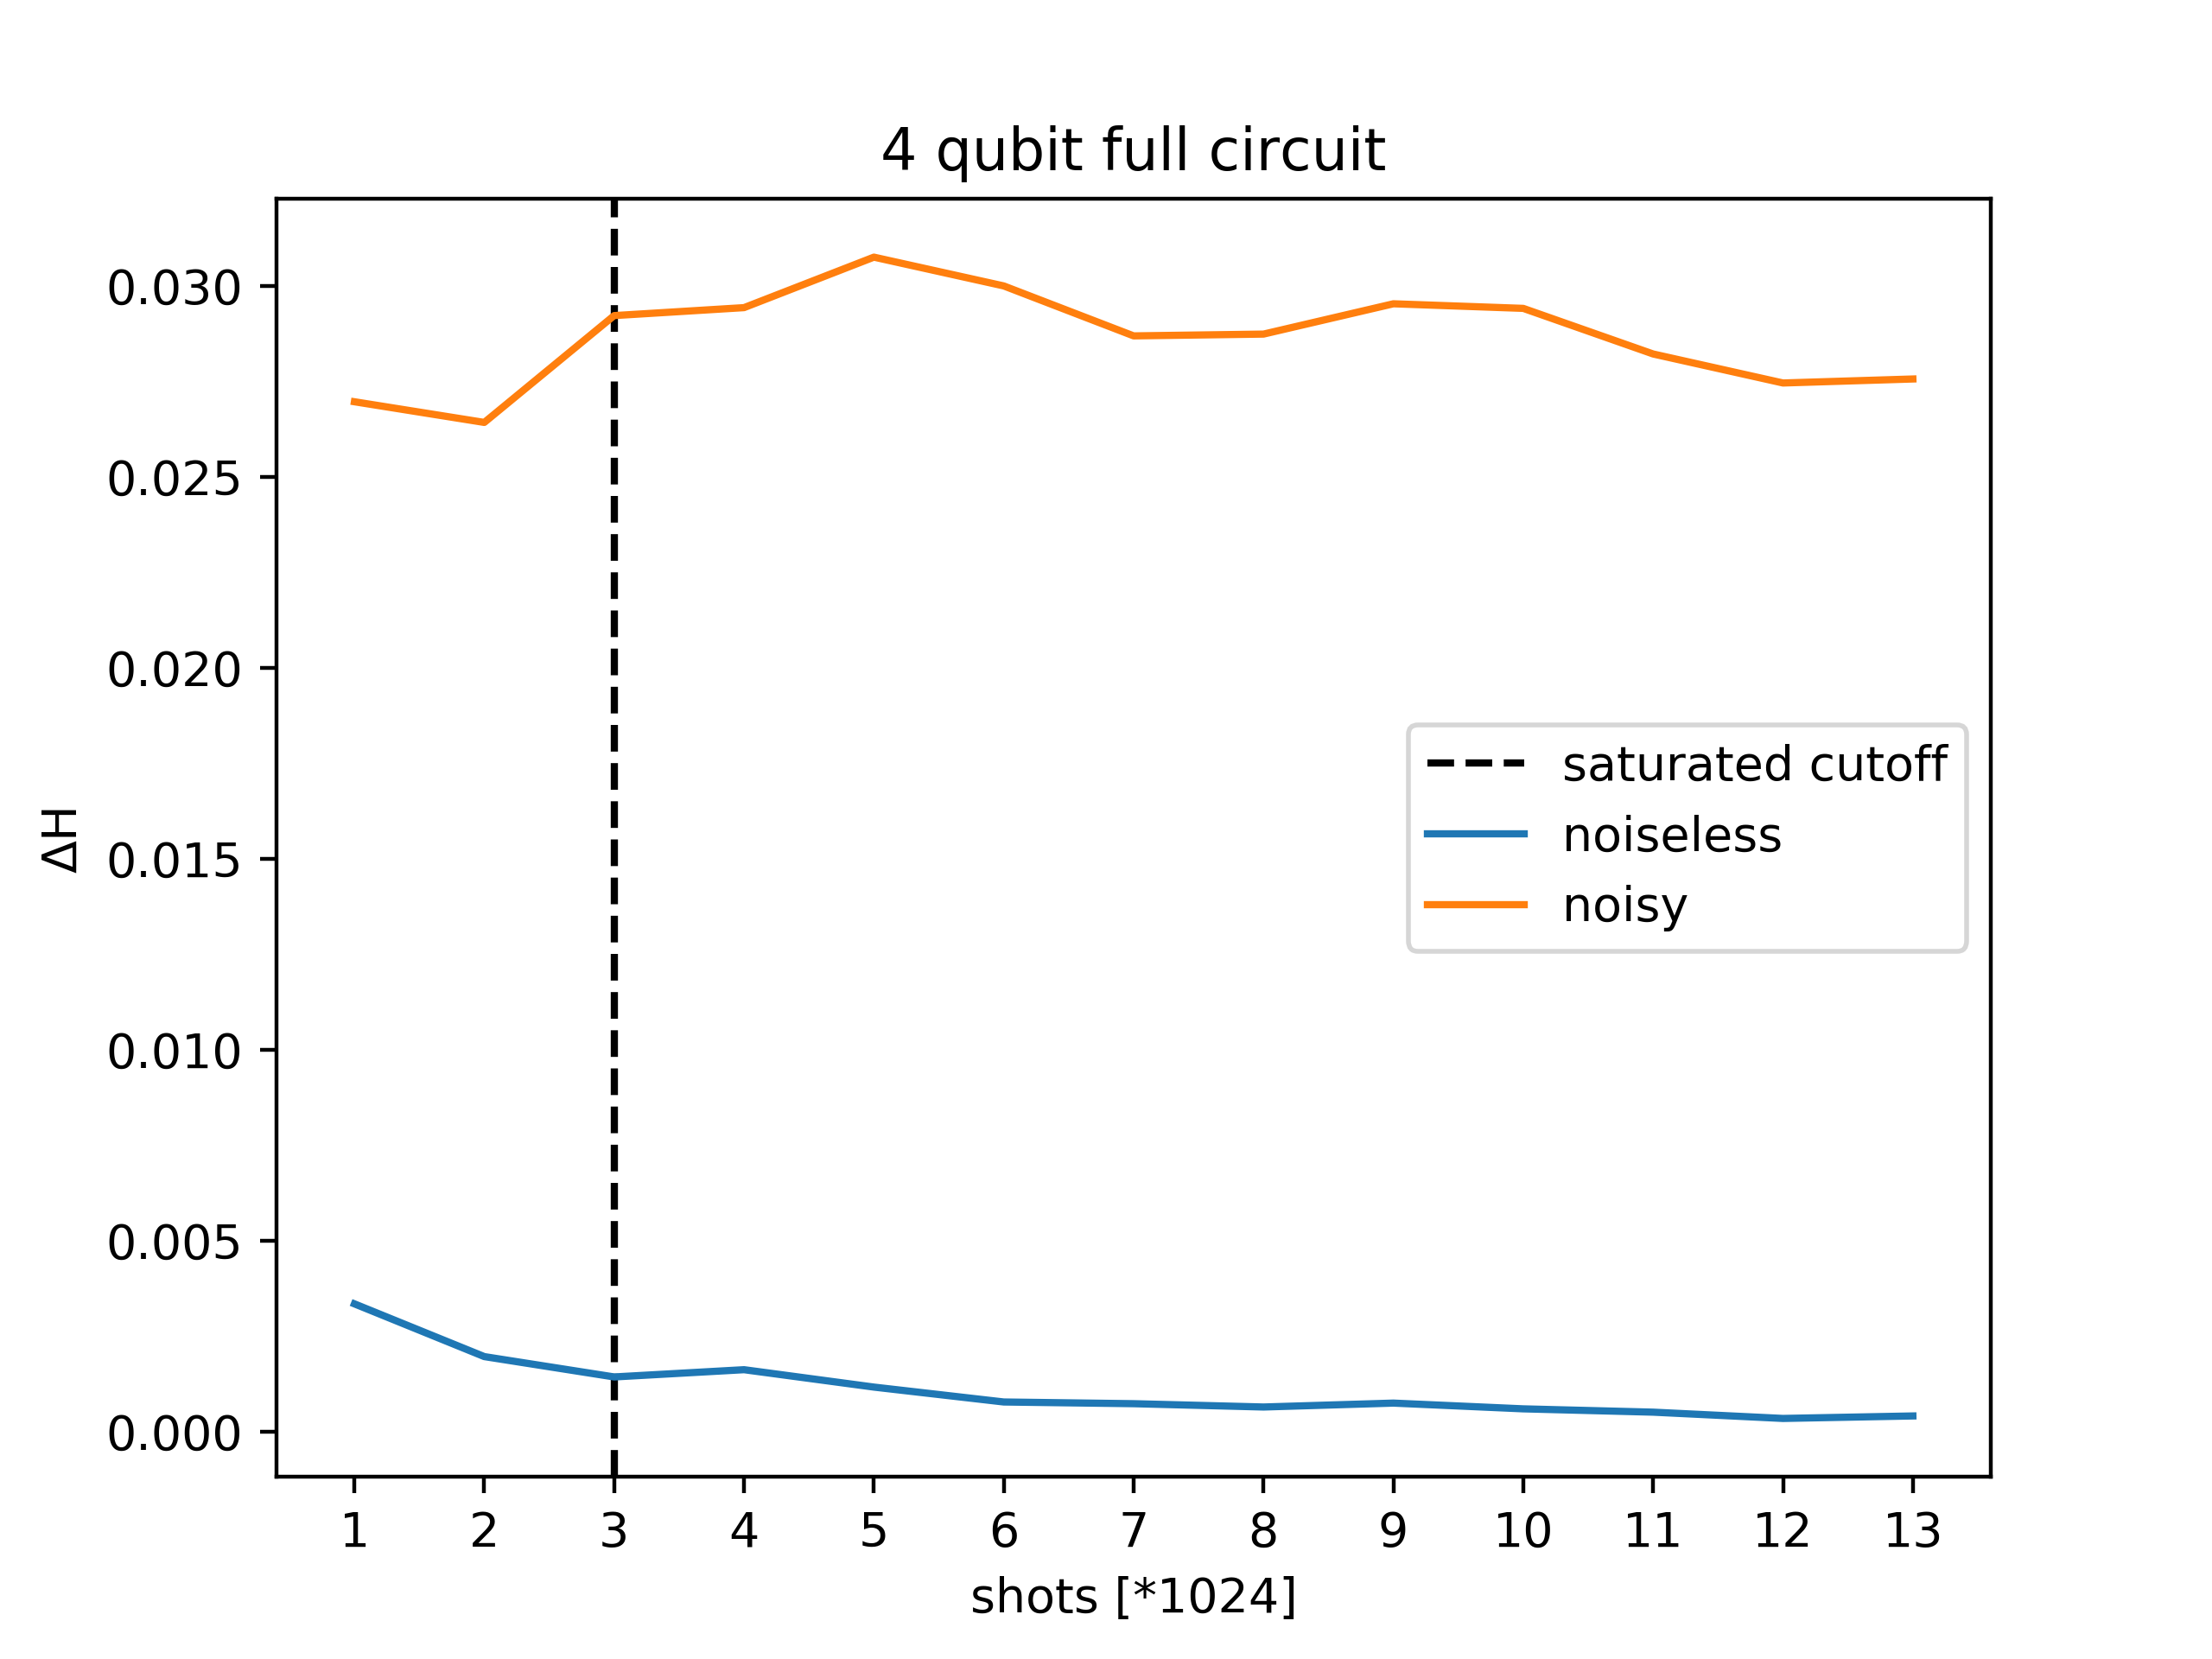 4 qubit full circuit
0.030
0.025
0.020
0.015
0.010
0.005
0.000
ΔH
saturated cutoff
noiseless
noisy
1 2 3 4 5 6 7 8 9 10 11 12 13
shots [*1024]